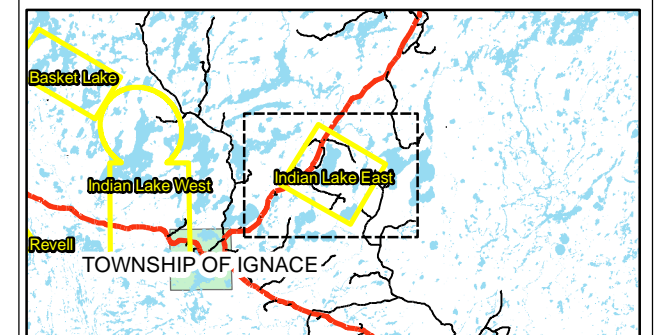 Basket Lake
Indian Lake East
Indian Lake West
Revell
TOWNSHIP OF IGNACE